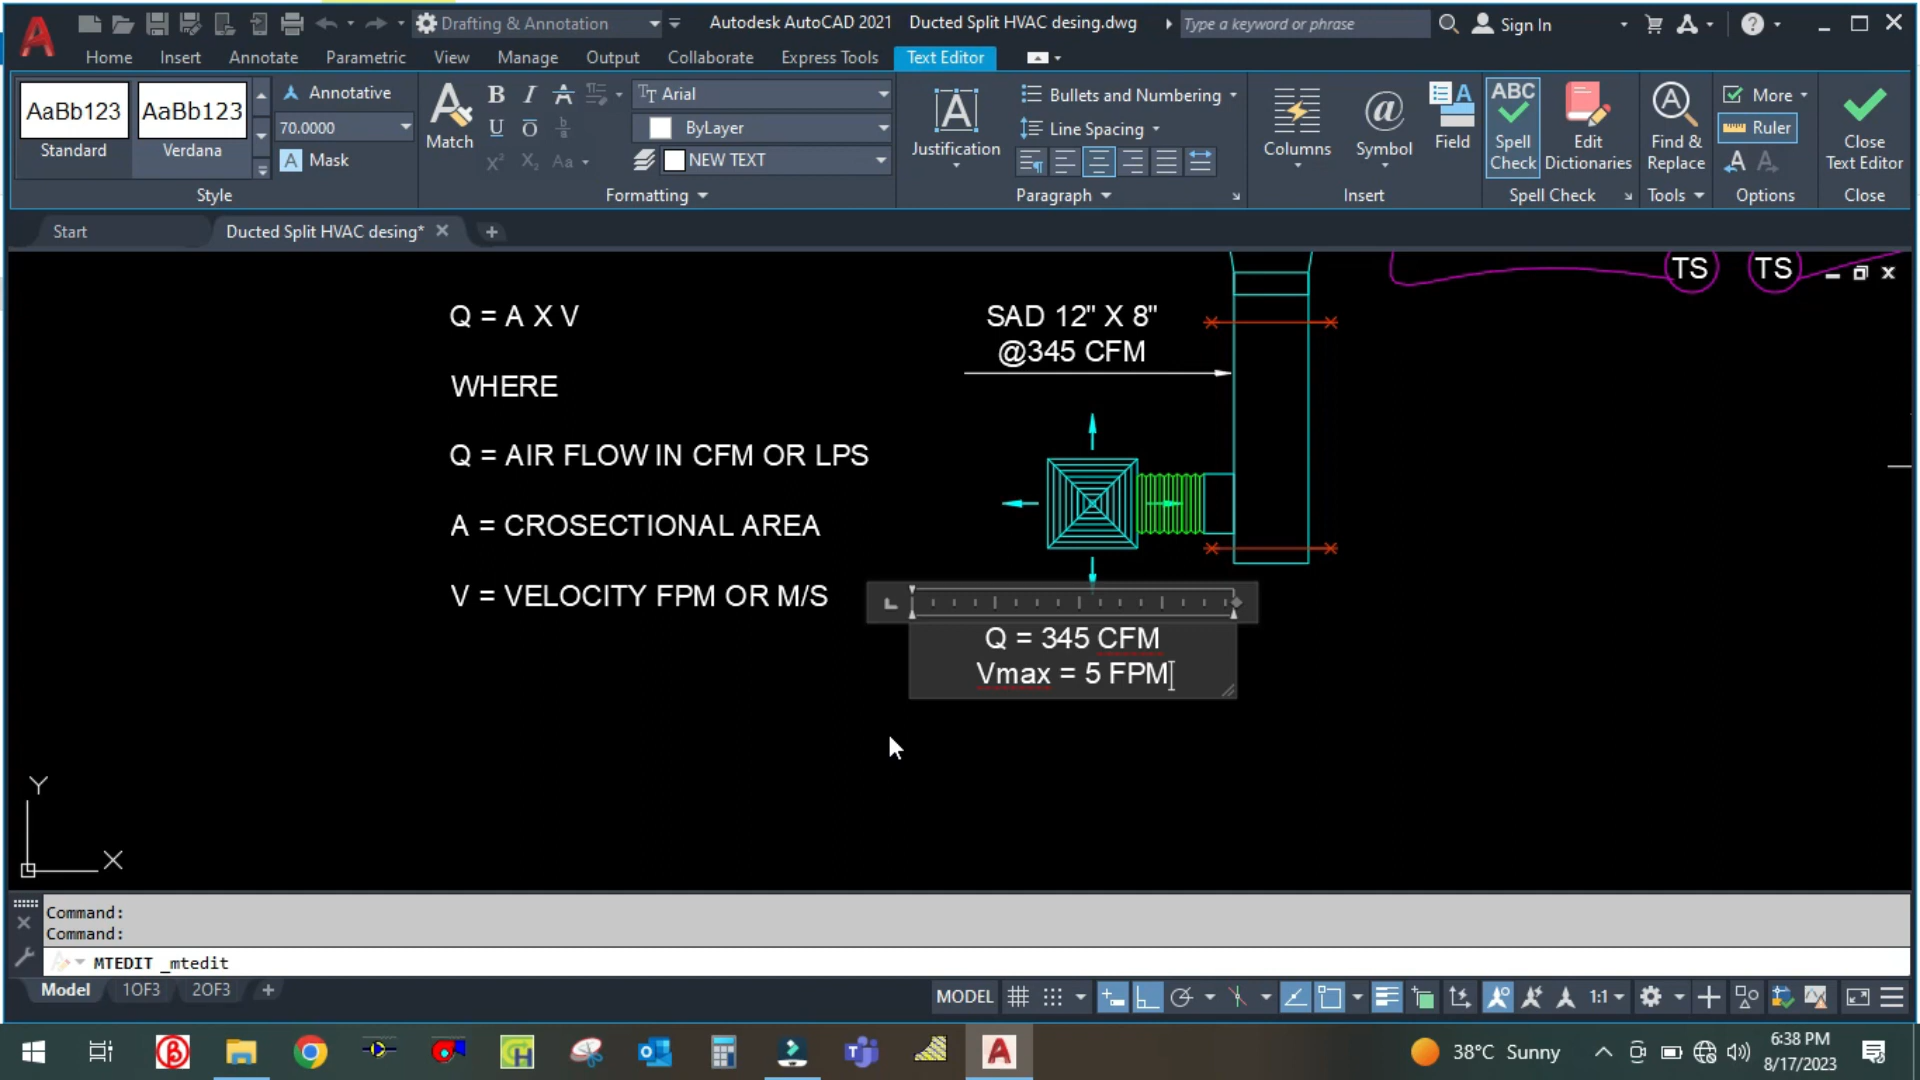 Drafting & Annotation
Autodesk AutoCAD 2021 Ducted Split HVAC desing.dwg
Type a keyword or phrase
Sign In
Home Insert Annotate Parametric View Manage Output Collaborate Express Tools Text Editor
AaBb123 AaBb123
Standard Verdana
Annotative
70.0000
A Mask
Style
Match
B I A
U O
Arial
ByLayer
NEW TEXT
Formatting
Justification
Bullets and Numbering
Line Spacing
Paragraph
Columns
Symbol
Field
Insert
ABC
Spell Check
Edit Dictionaries
Spell Check
Find & Replace
Tools
More
Ruler
Options
Close Text Editor
Close
Start Ducted Split HVAC desing*
Q = A X V
WHERE
Q = AIR FLOW IN CFM OR LPS
A = CROSECTIONAL AREA
V = VELOCITY FPM OR M/S
SAD 12" X 8"
@345 CFM
TS TS
Q = 345 CFM
Vmax = 5 FPM
Y
X
Command:
Command:
MTEDIT _mtedit
Model 1OF3 2OF3
MODEL
1:1
38°C Sunny
6:38 PM
8/17/2023